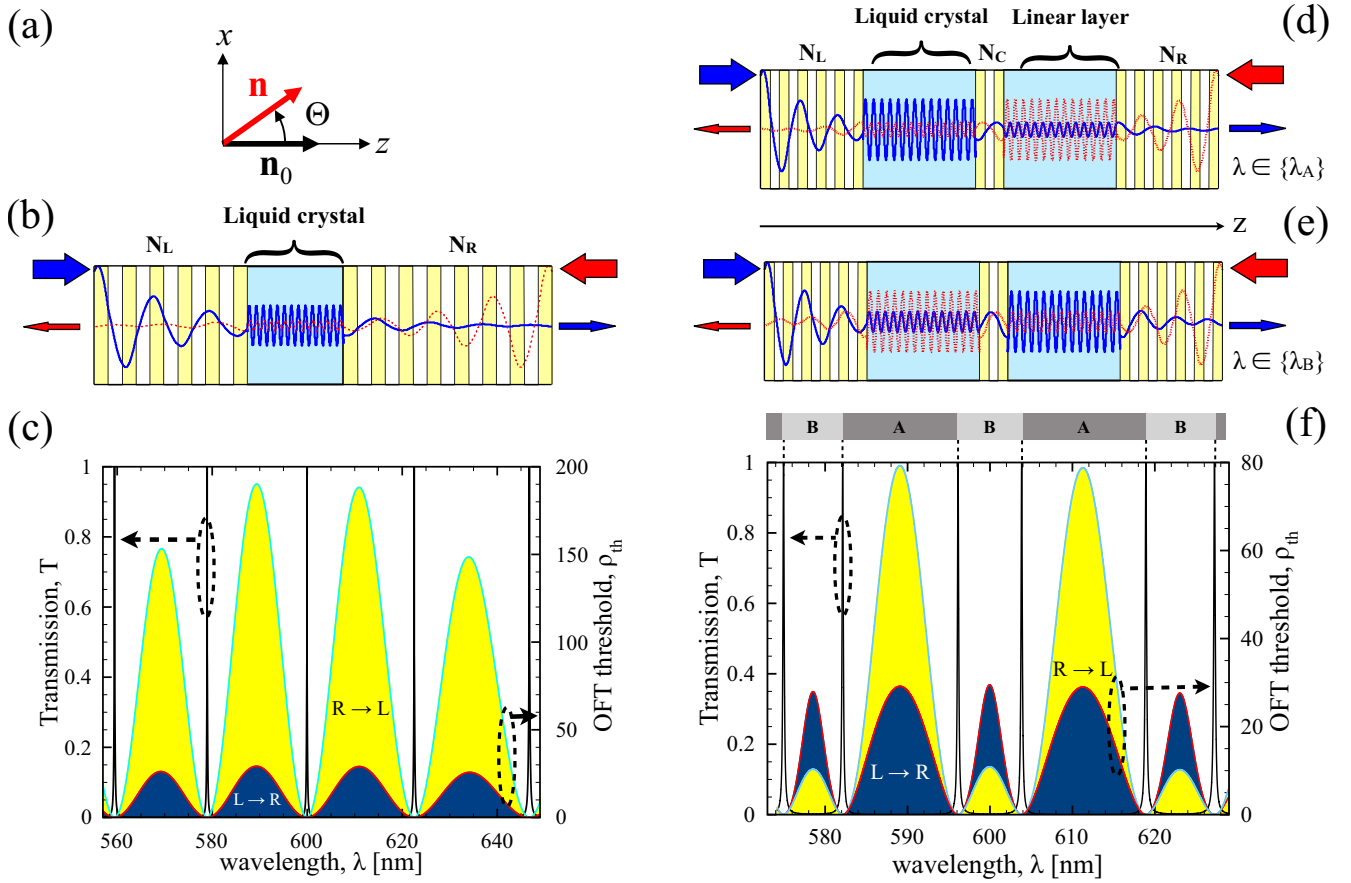 (a)
x
n
Θ
z
n0
(b)
Liquid crystal
NL
NR
(c)
1
0.8
0.6
0.4
0.2
0
Transmission, T
R → L
L → R
200
150
100
50
0
OFT threshold, ρth
560
580
600
620
640
wavelength, λ [nm]
(d)
Liquid crystal
Linear layer
NL
NC
NR
λ ∈ {λA}
z
(e)
λ ∈ {λB}
(f)
B
A
B
A
B
1
0.8
0.6
0.4
0.2
0
Transmission, T
R → L
L → R
80
60
40
20
0
OFT threshold, ρth
580
590
600
610
620
wavelength, λ [nm]